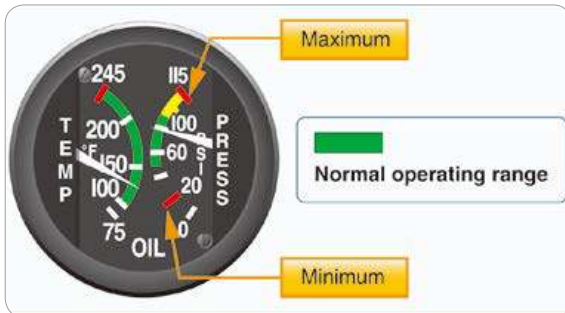 Maximum
245
115
200
100
TEMP
°F
PSI
PRESS
150
60
100
20
75
0
OIL
Normal operating range
Minimum